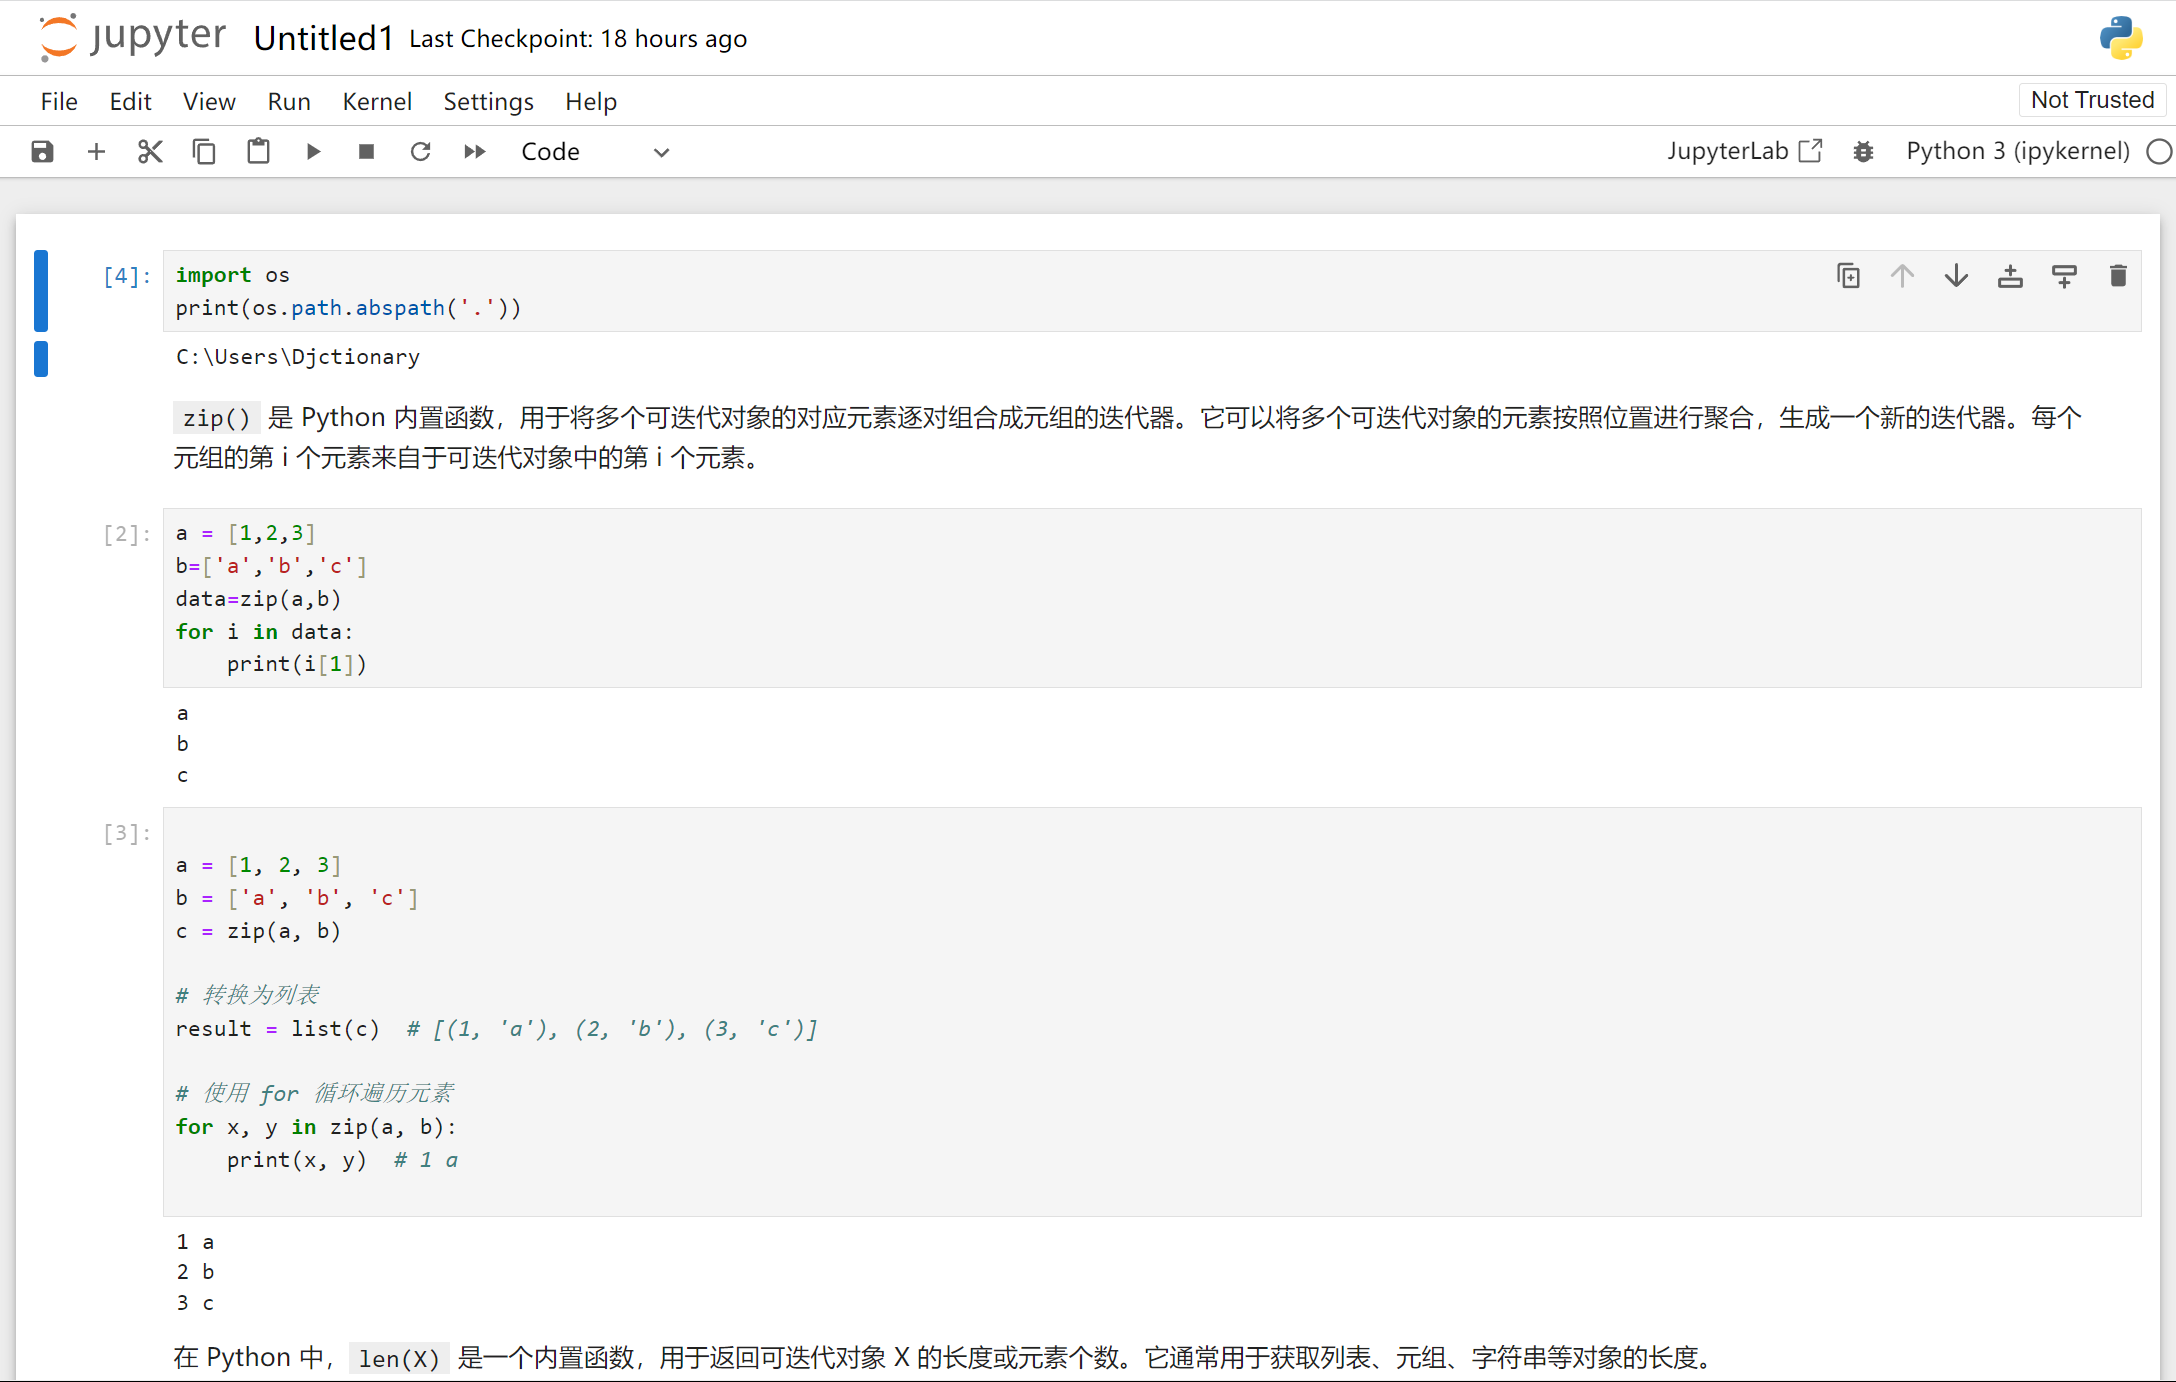 jupyter Untitled1 Last Checkpoint: 18 hours ago
File Edit View Run Kernel Settings Help Not Trusted
Code JupyterLab Python 3 (ipykernel)
[4]: import os
print(os.path.abspath('.'))
C:\Users\Djctionary
zip() 是 Python 内置函数，用于将多个可迭代对象的对应元素逐对组合成元组的迭代器。它可以将多个可迭代对象的元素按照位置进行聚合，生成一个新的迭代器。每个
元组的第 i 个元素来自于可迭代对象中的第 i 个元素。
[2]: a = [1,2,3]
b=['a','b','c']
data=zip(a,b)
for i in data:
    print(i[1])
a
b
c
[3]:
a = [1, 2, 3]
b = ['a', 'b', 'c']
c = zip(a, b)
# 转换为列表
result = list(c)  # [(1, 'a'), (2, 'b'), (3, 'c')]
# 使用 for 循环遍历元素
for x, y in zip(a, b):
    print(x, y)  # 1 a
1 a
2 b
3 c
在 Python 中，len(X) 是一个内置函数，用于返回可迭代对象 X 的长度或元素个数。它通常用于获取列表、元组、字符串等对象的长度。